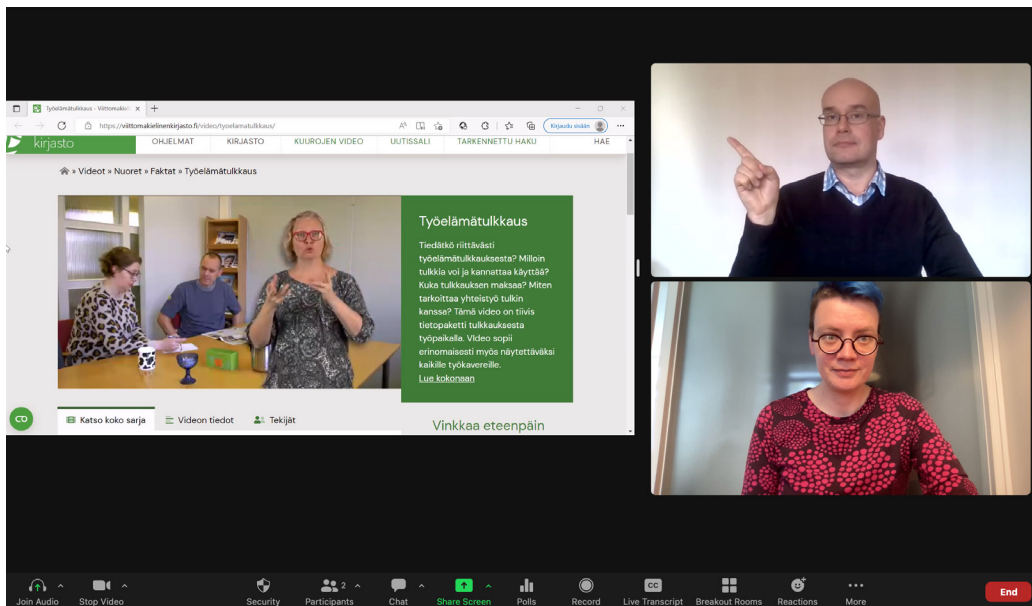 Työelämätulkkaus - Viittomakieli
https://viittomakielinenkirjasto.fi/video/tyoelamatulkkaus/
Kirjaudu sisään
kirjasto
OHJELMAT
KIRJASTO
KUUROJEN VIDEO
UUTISSALI
TARKENNETTU HAKU
HAE
» Videot » Nuoret » Faktat » Työelämätulkkaus
Työelämätulkkaus
Tiedätkö riittävästi
työelämätulkkauksesta? Milloin
tulkkia voi ja kannattaa käyttää?
Kuka tulkkauksen maksaa? Miten
tarkoittaa yhteistyö tulkin
kanssa? Tämä video on tiivis
tietopaketti tulkkauksesta
työpaikalla. VIdeo sopii
erinomaisesti myös näytettäväksi
kaikille työkavereille.
Lue kokonaan
Katso koko sarja
Videon tiedot
Tekijät
Vinkkaa eteenpäin
Join Audio
Stop Video
Security
2
Participants
Chat
Share Screen
Polls
Record
CC
Live Transcript
Breakout Rooms
Reactions
More
End